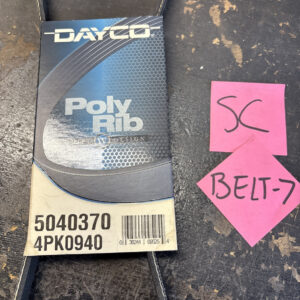 DAYCO
Poly
Rib
5040370
4PK0940
SC
BELT-7